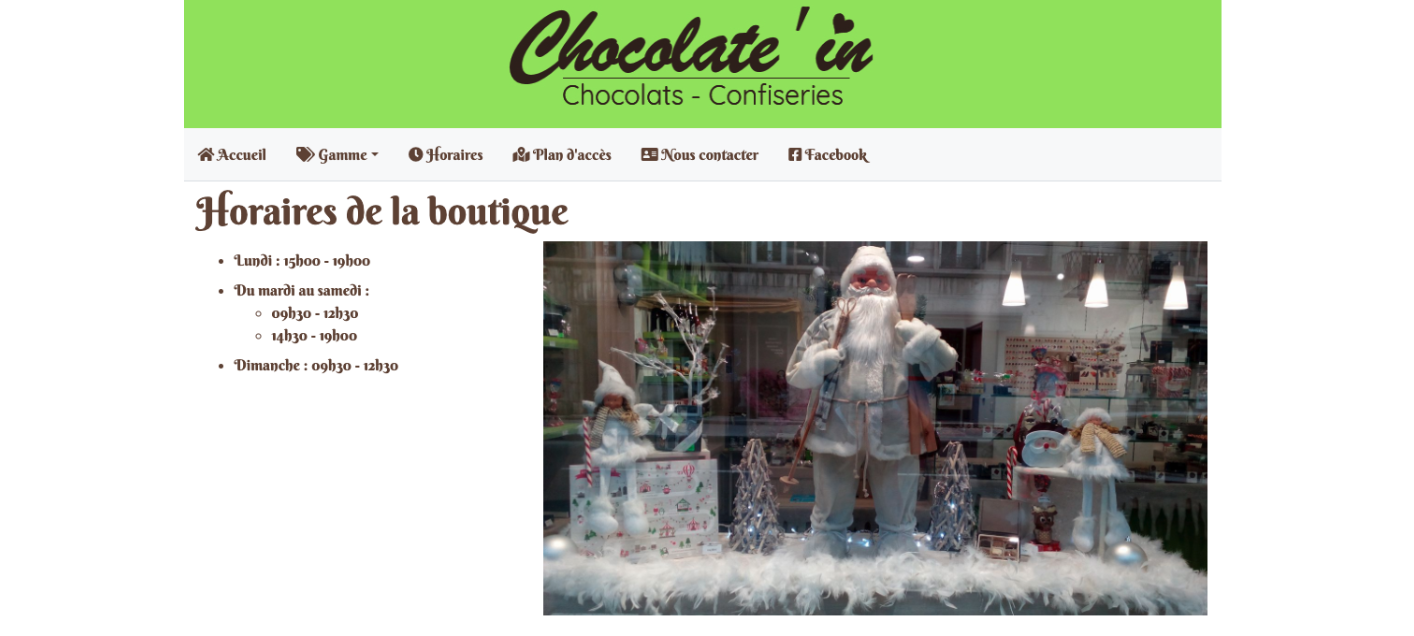 Chocolate'in
Chocolats - Confiseries
Accueil Gamme Horaires Plan d'accès Nous contacter Facebook
Horaires de la boutique
Lundi : 15h00 - 19h00
Du mardi au samedi :
09h30 - 12h30
14h30 - 19h00
Dimanche : 09h30 - 12h30